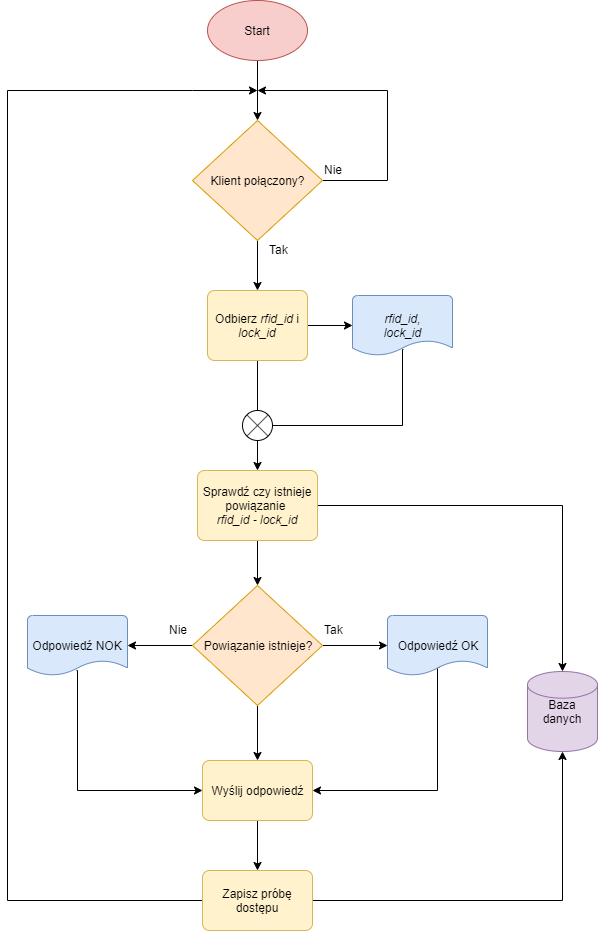 Start
Klient połączony?
Nie
Tak
Odbierz rfid_id i
lock_id
rfid_id,
lock_id
Sprawdź czy istnieje
powiązanie
rfid_id - lock_id
Nie
Powiązanie istnieje?
Tak
Odpowiedź NOK
Odpowiedź OK
Baza
danych
Wyślij odpowiedź
Zapisz próbę
dostępu